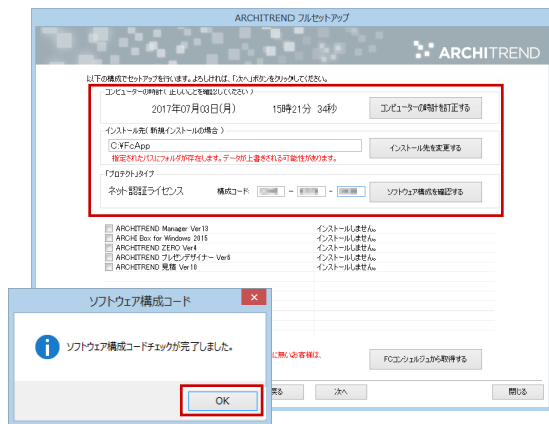 ARCHITREND フルセットアップ
ARCHITREND
以下の構成でセットアップを行います。よろしければ、「次へ」ボタンをクリックしてください。
コンピューターの時計( 正しいことを確認してください )
2017年07月03日(月) 15時21分 34秒 コンピューターの時計を訂正する
インストール先( 新規インストールの場合 )
C:¥FcApp インストール先を変更する
指定されたパスにフォルダが存在します。データが上書きされる可能性があります。
「プロテクト」タイプ
ネット認証ライセンス 構成コード: - - ソフトウェア構成を確認する
ARCHITREND Manager Ver13 インストールしません。
ARCHI Box for Windows 2015 インストールしません。
ARCHITREND ZERO Ver4 インストールしません。
ARCHITREND プレゼンデザイナー Ver6 インストールしません。
ARCHITREND 見積 Ver10 インストールしません。
ソフトウェア構成コード
ソフトウェア構成コードチェックが完了しました。
OK
に無いお客様は、 FCコンシェルジュから取得する
戻る 次へ 閉じる